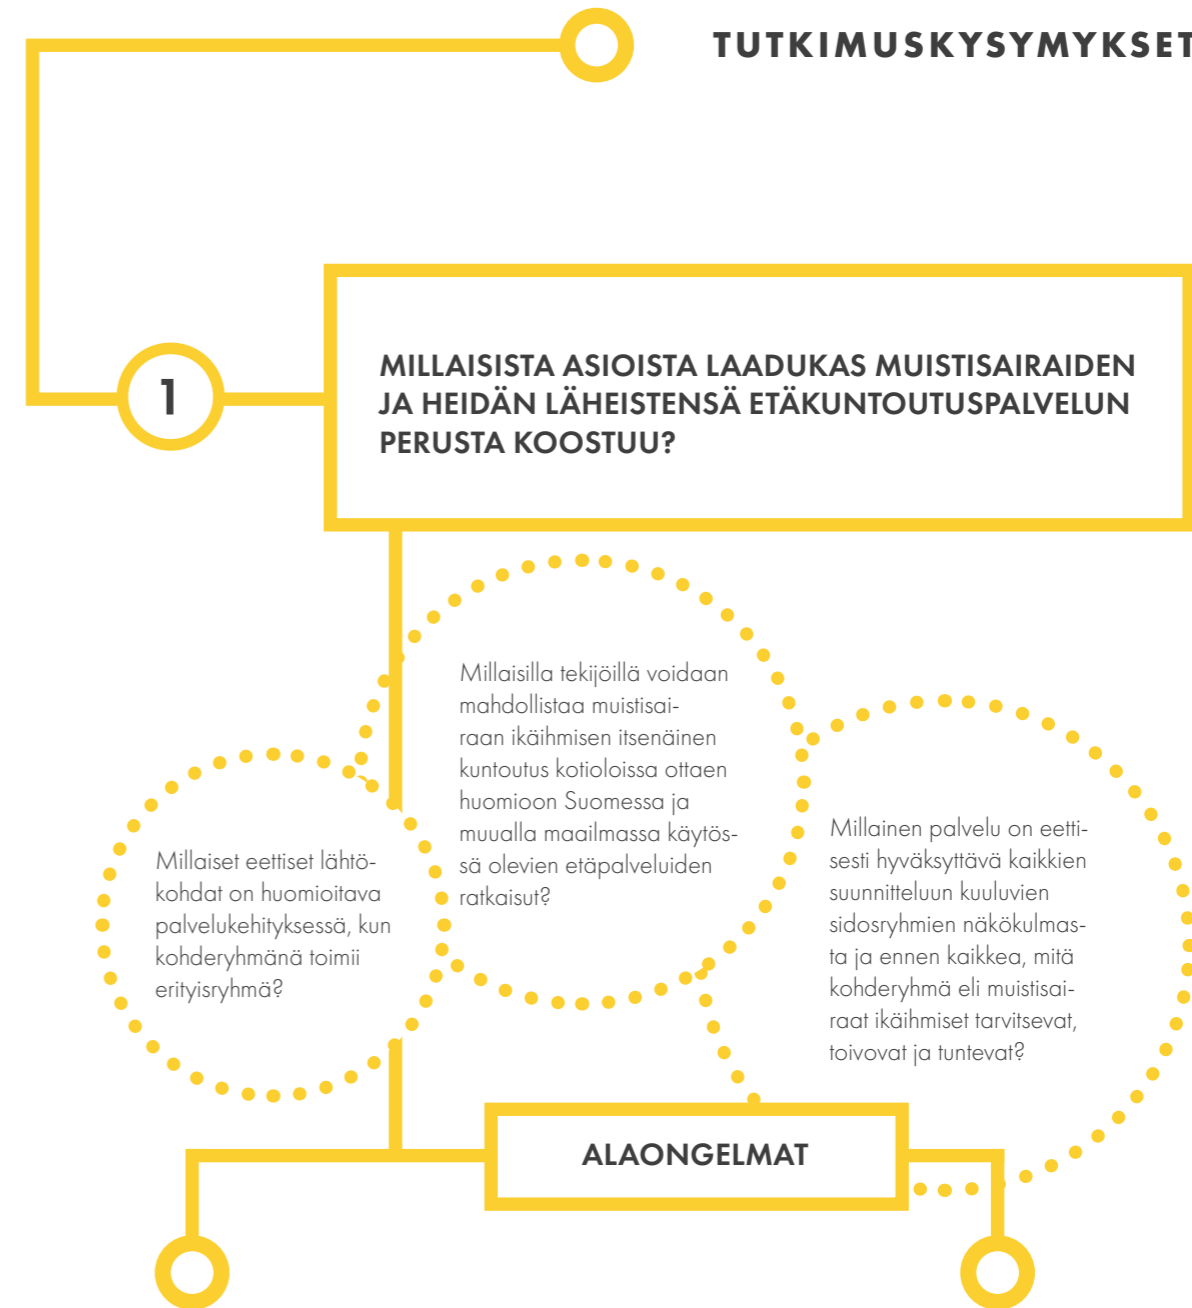 TUTKIMUSKYSYMYKSET
1
MILLAISISTA ASIOISTA LAADUKAS MUISTISAIRAIDEN
JA HEIDÄN LÄHEISTENSÄ ETÄKUNTOUTUSPALVELUN
PERUSTA KOOSTUU?
Millaisilla tekijöillä voidaan
mahdollistaa muistisai-
raan ikäihmisen itsenäinen
kuntoutus kotioloissa ottaen
huomioon Suomessa ja
muualla maailmassa käytös-
sä olevien etäpalveluiden
ratkaisut?
Millaiset eettiset lähtö-
kohdat on huomioitava
palvelukehityksessä, kun
kohderyhmänä toimii
erityisryhmä?
Millainen palvelu on eetti-
sesti hyväksyttävä kaikkien
suunnitteluun kuuluvien
sidosryhmien näkökulmas-
ta ja ennen kaikkea, mitä
kohderyhmä eli muistisai-
raat ikäihmiset tarvitsevat,
toivovat ja tuntevat?
ALAONGELMAT